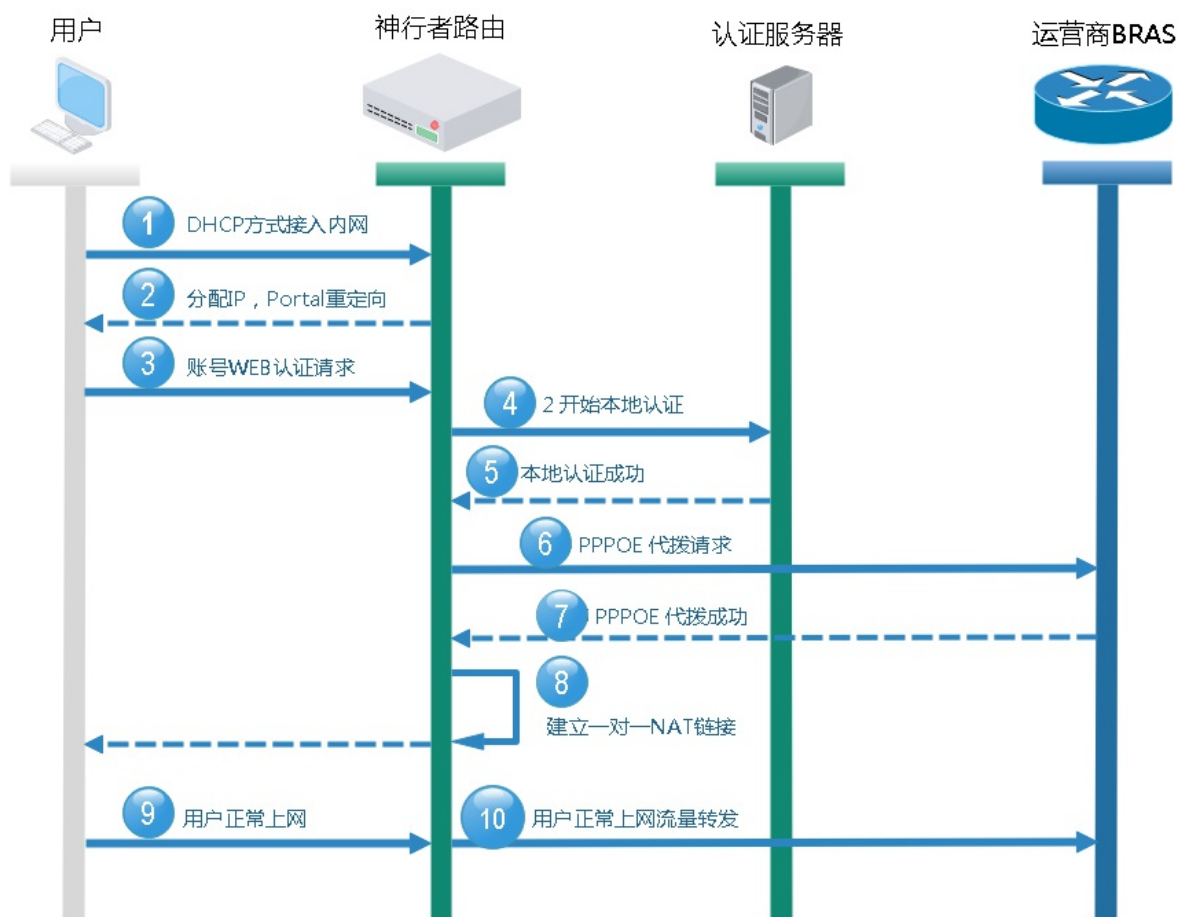 用户
神行者路由
认证服务器
运营商BRAS
1
DHCP方式接入内网
2
分配IP，Portal重定向
3
账号WEB认证请求
4
2 开始本地认证
5
本地认证成功
6
PPPOE 代拨请求
7
PPPOE 代拨成功
8
建立一对一NAT链接
9
用户正常上网
10
用户正常上网流量转发